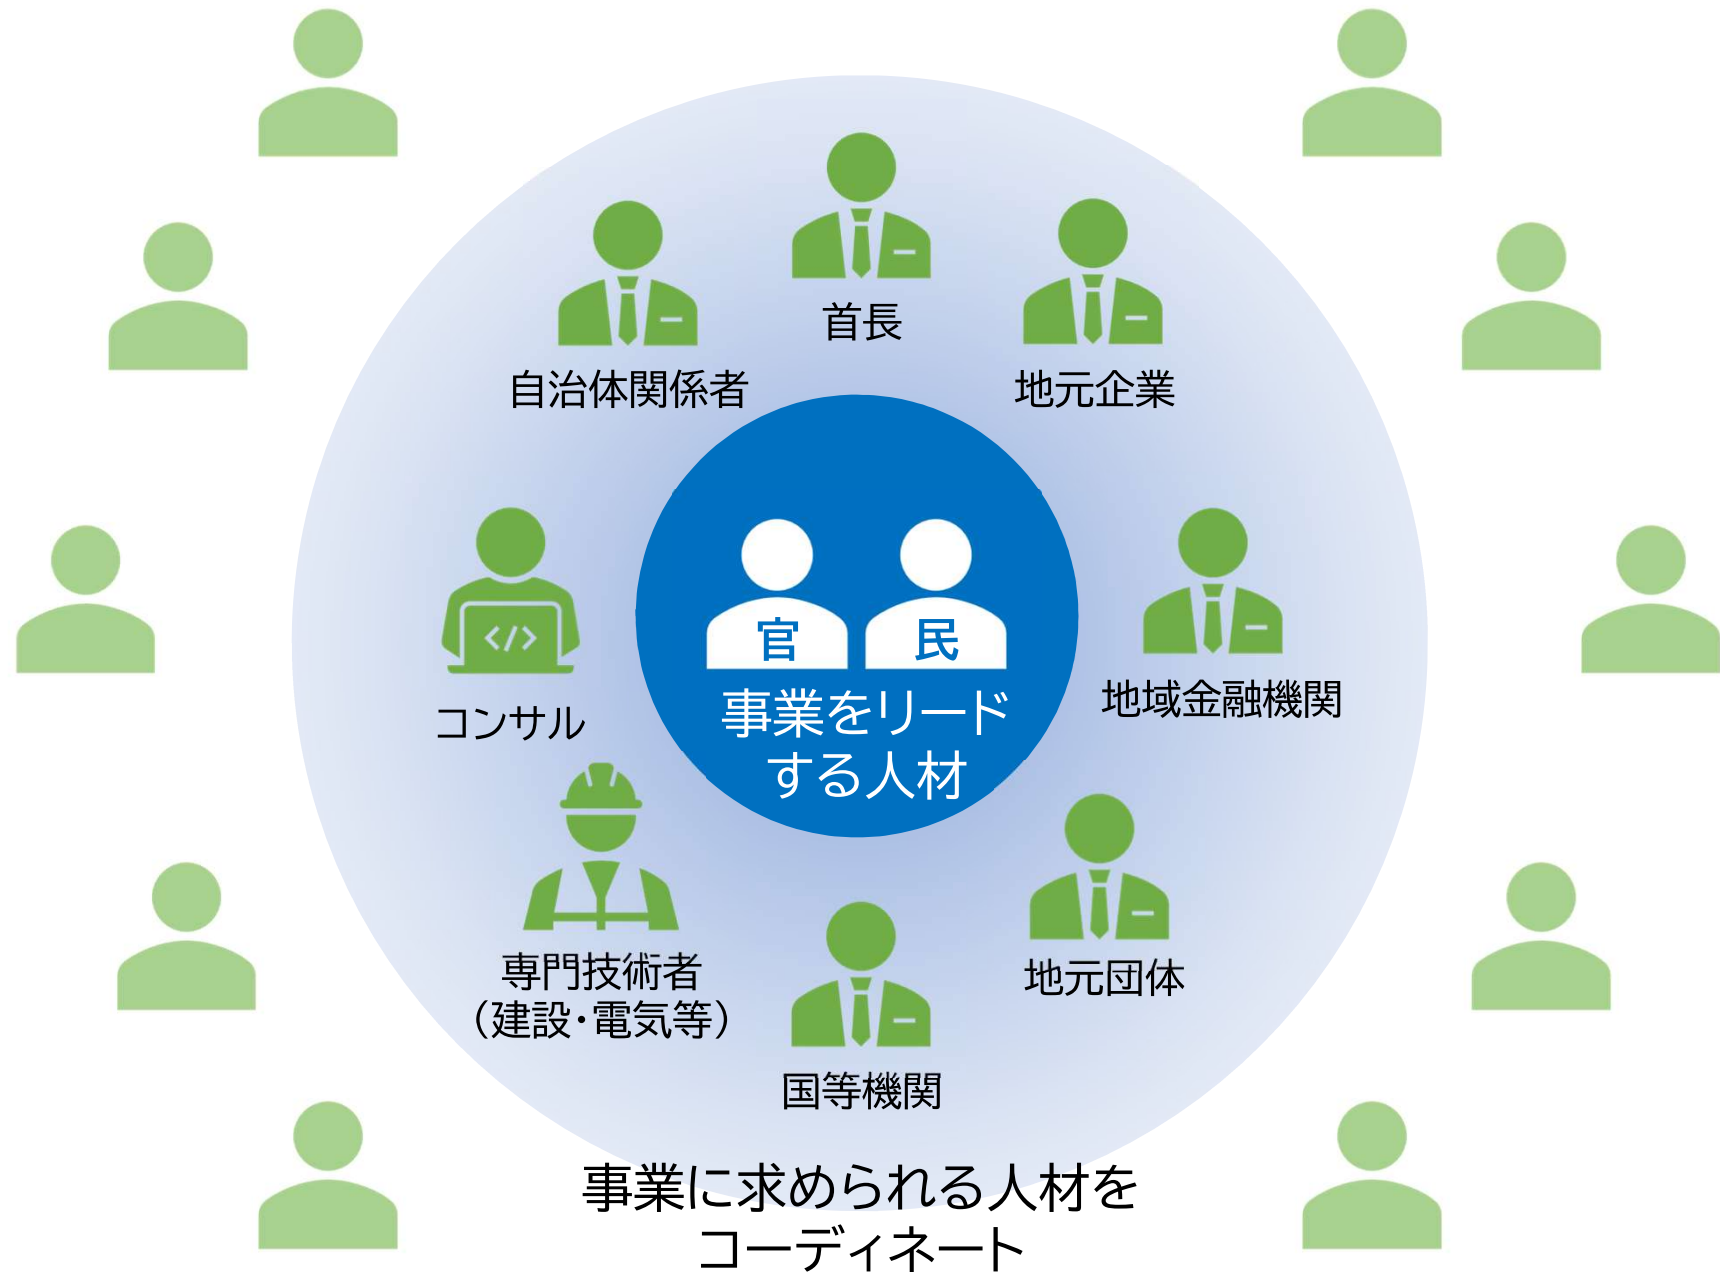 首長
自治体関係者
地元企業
官
民
事業をリード
する人材
コンサル
地域金融機関
専門技術者
（建設・電気等）
地元団体
国等機関
事業に求められる人材を
コーディネート